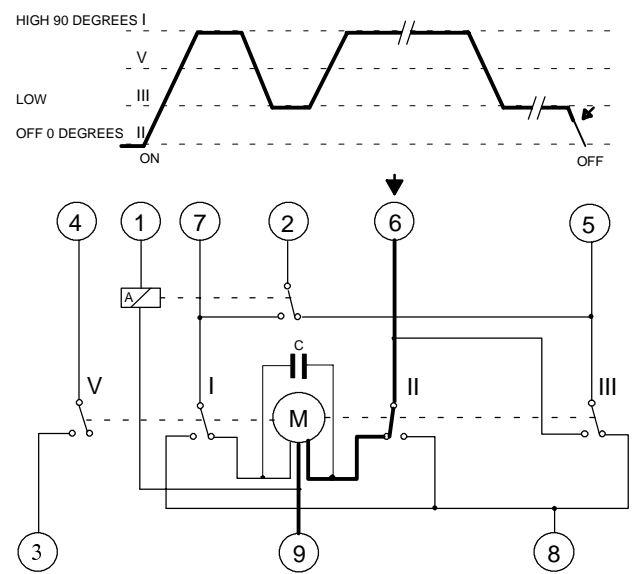 HIGH 90 DEGREES I
V
LOW III
OFF 0 DEGREES II
ON
OFF
4 1 7 2 6 5
A
C
V I II III
M
3 9 8